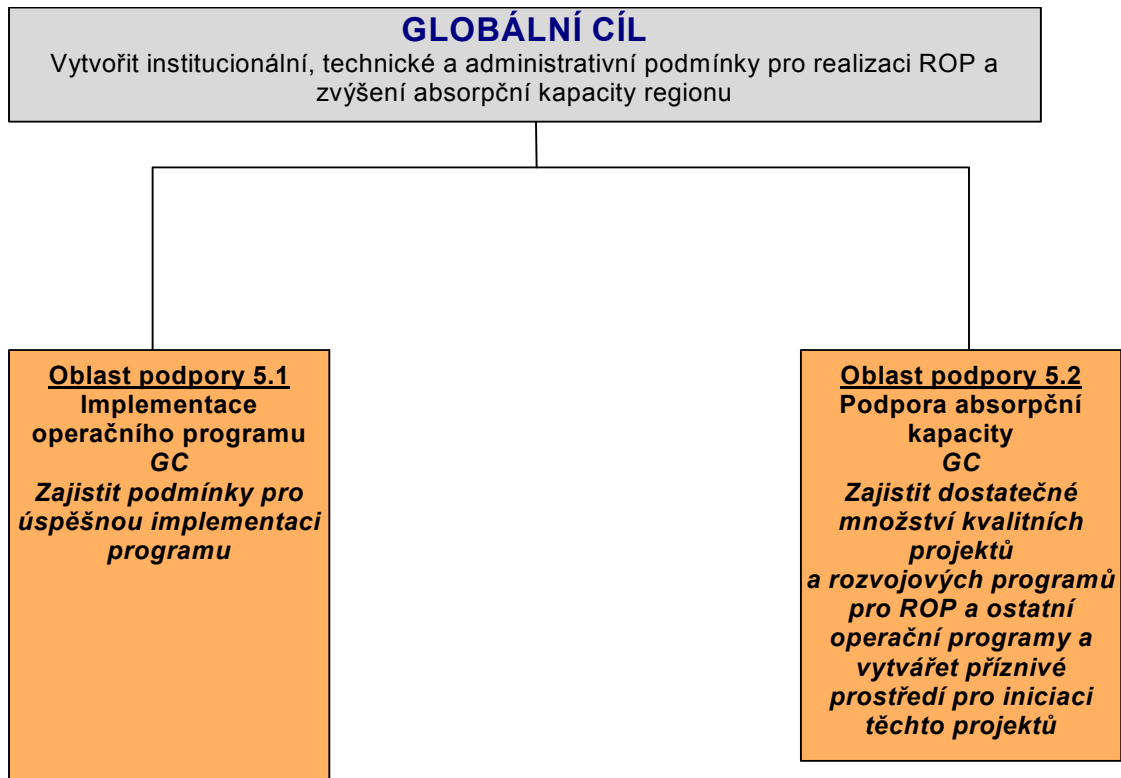 GLOBÁLNÍ CÍL
Vytvořit institucionální, technické a administrativní podmínky pro realizaci ROP a
zvýšení absorpční kapacity regionu
Oblast podpory 5.1
Implementace
operačního programu
GC
Zajistit podmínky pro
úspěšnou implementaci
programu
Oblast podpory 5.2
Podpora absorpční
kapacity
GC
Zajistit dostatečné
množství kvalitních
projektů
a rozvojových programů
pro ROP a ostatní
operační programy a
vytvářet příznivé
prostředí pro iniciaci
těchto projektů